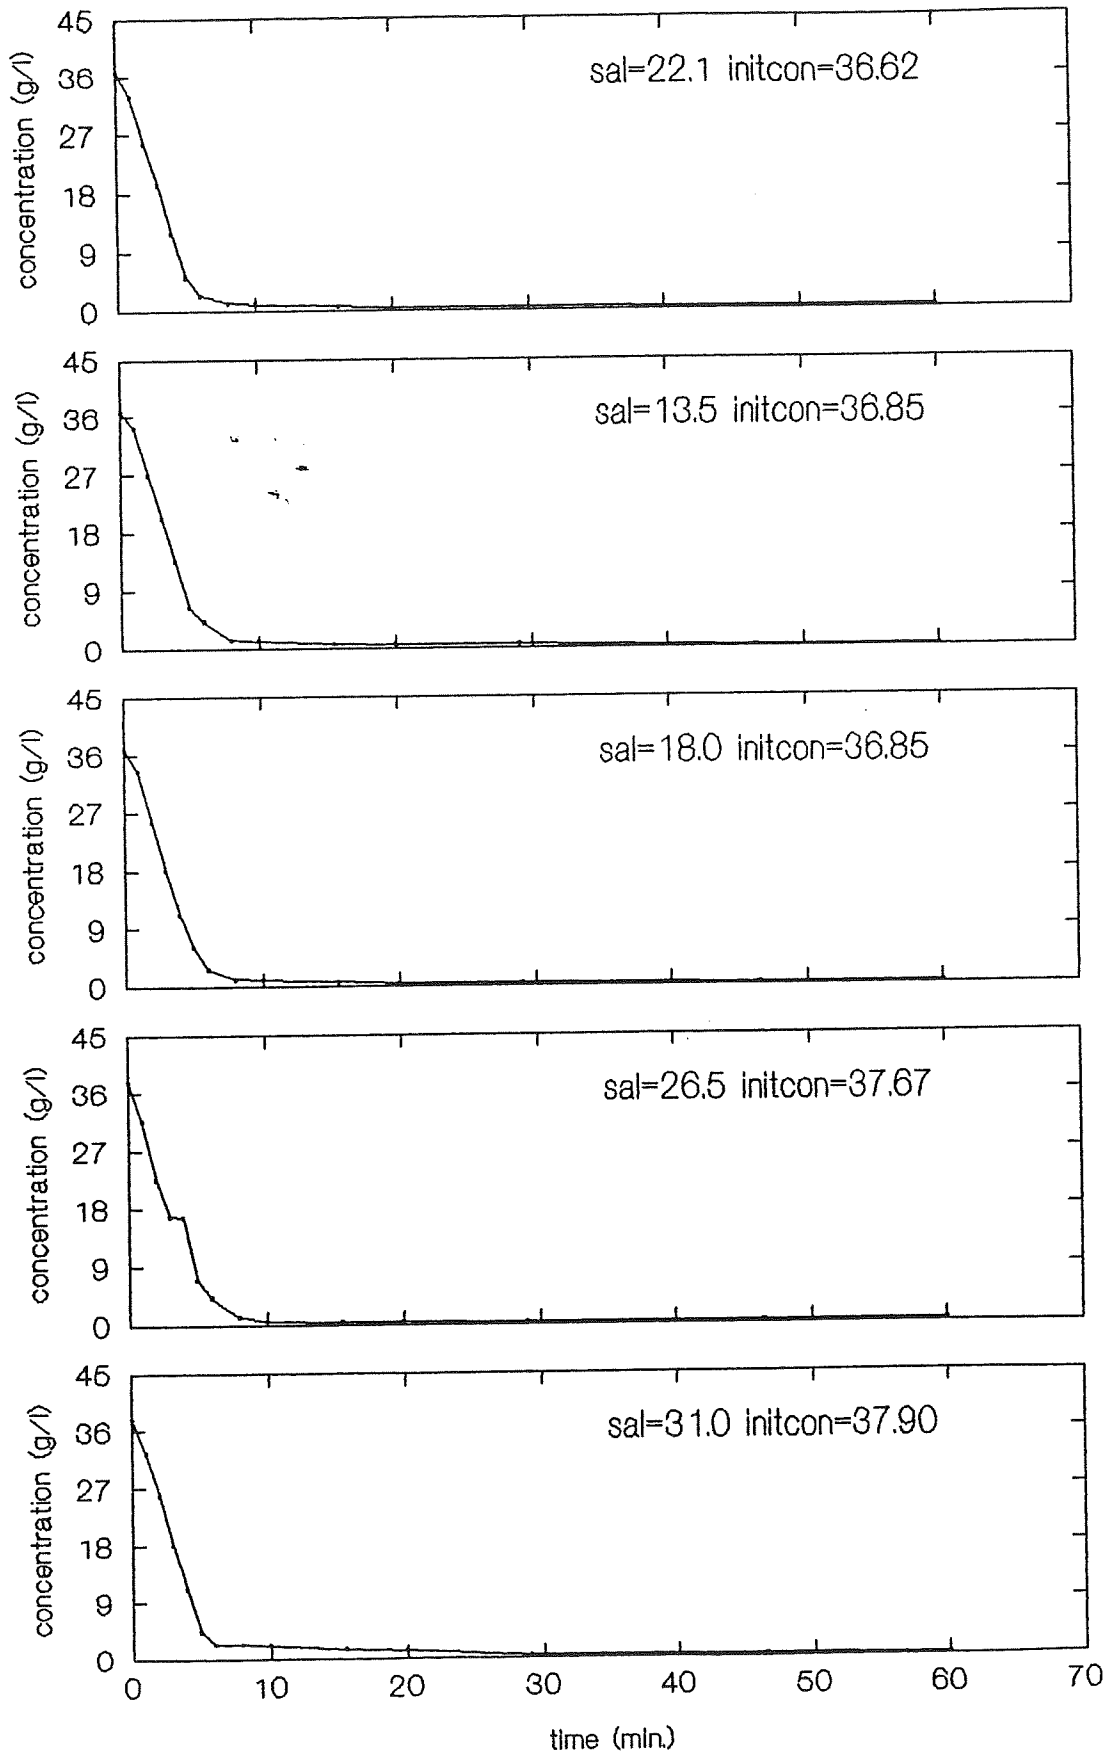 sal=22.1 initcon=36.62
concentration (g/l)
45
36
27
18
9
0
sal=13.5 initcon=36.85
concentration (g/l)
45
36
27
18
9
0
sal=18.0 initcon=36.85
concentration (g/l)
45
36
27
18
9
0
sal=26.5 initcon=37.67
concentration (g/l)
45
36
27
18
9
0
sal=31.0 initcon=37.90
concentration (g/l)
45
36
27
18
9
0
0 10 20 30 40 50 60 70
time (min.)